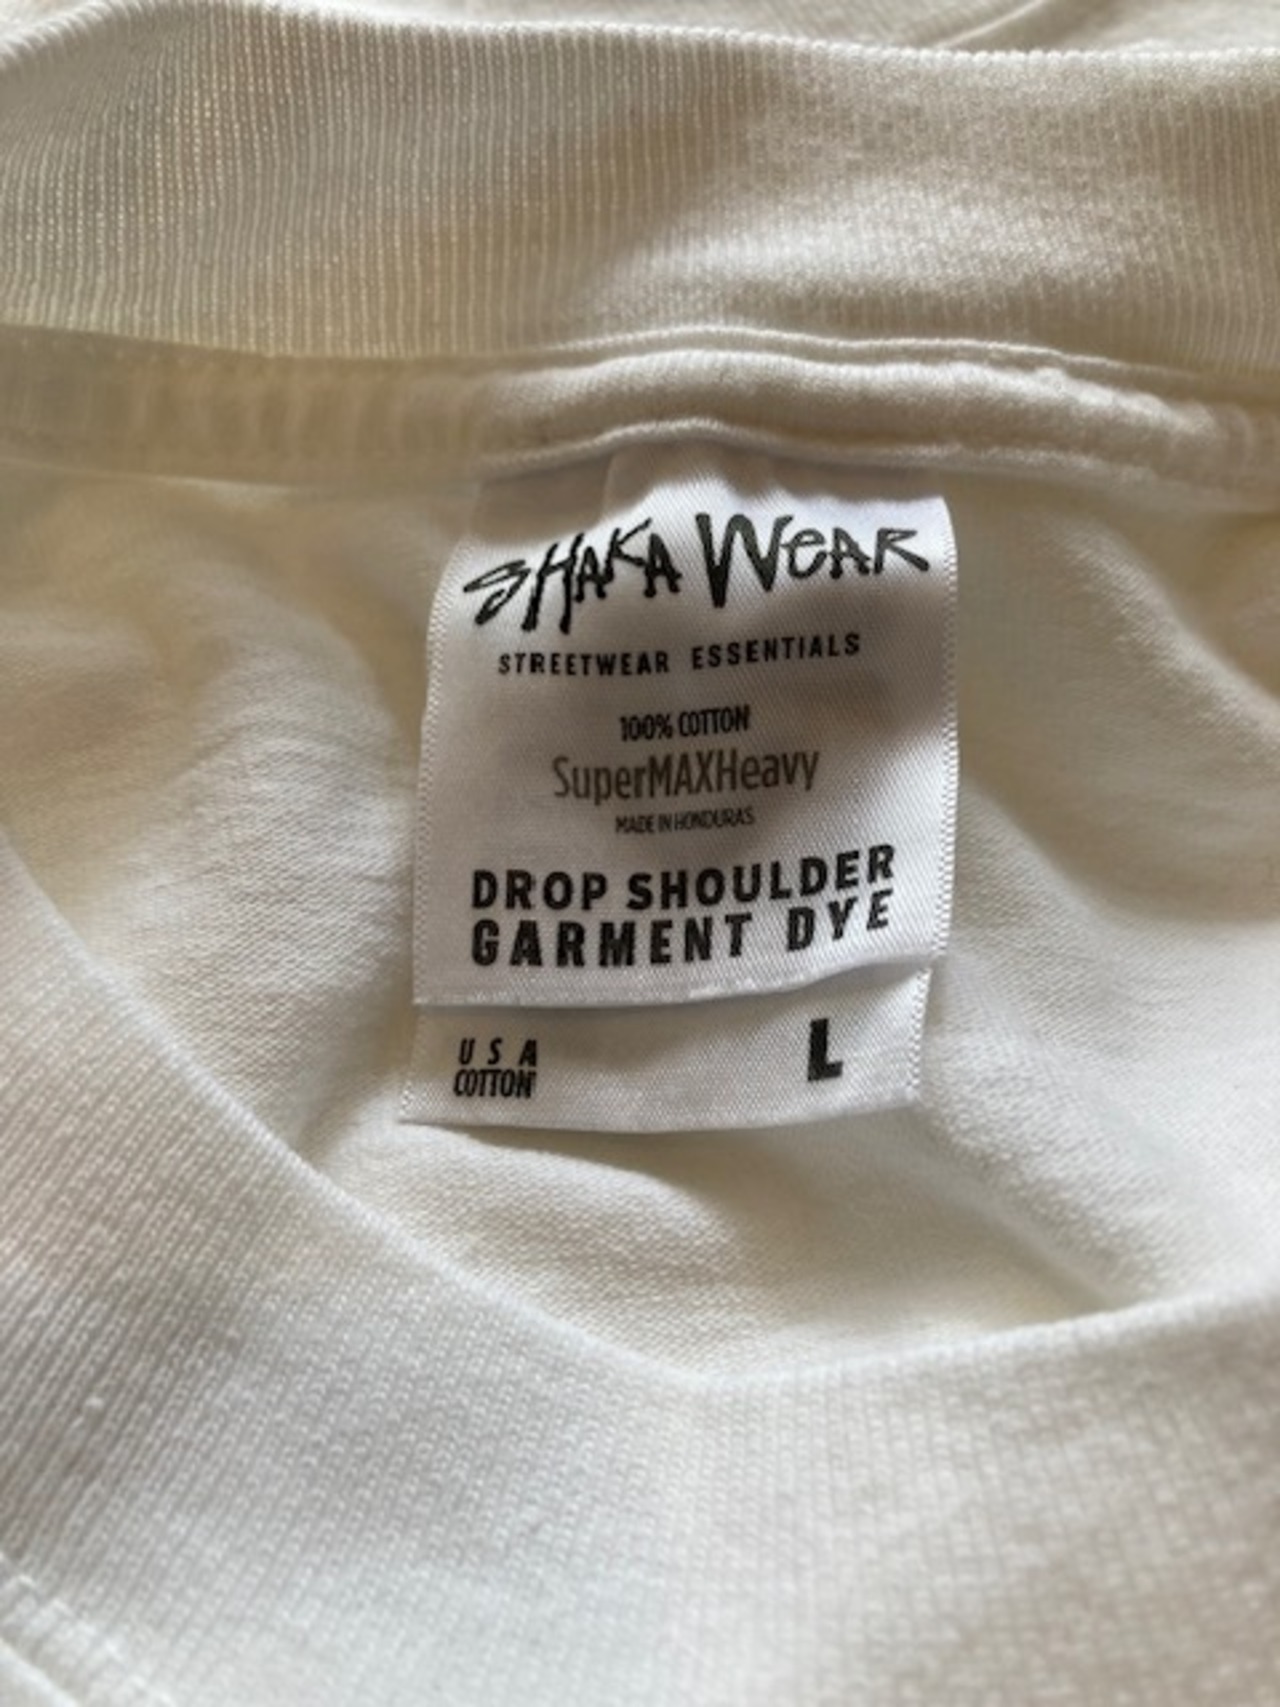 SHAKA WEAR
STREETWEAR ESSENTIALS
100% COTTON
SuperMAXHeavy
MADE IN HONDURAS
DROP SHOULDER
GARMENT DYE
USA
COTTON
L